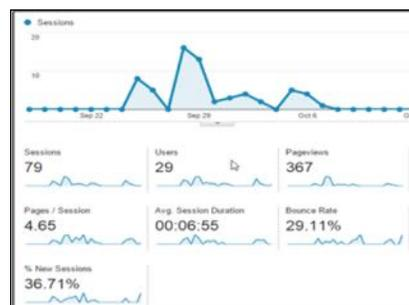 Sessions
20
10
Sep 22 Sep 29 Oct 6
Sessions Users Pageviews
79 29 367
Pages / Session Avg. Session Duration Bounce Rate
4.65 00:06:55 29.11%
% New Sessions
36.71%